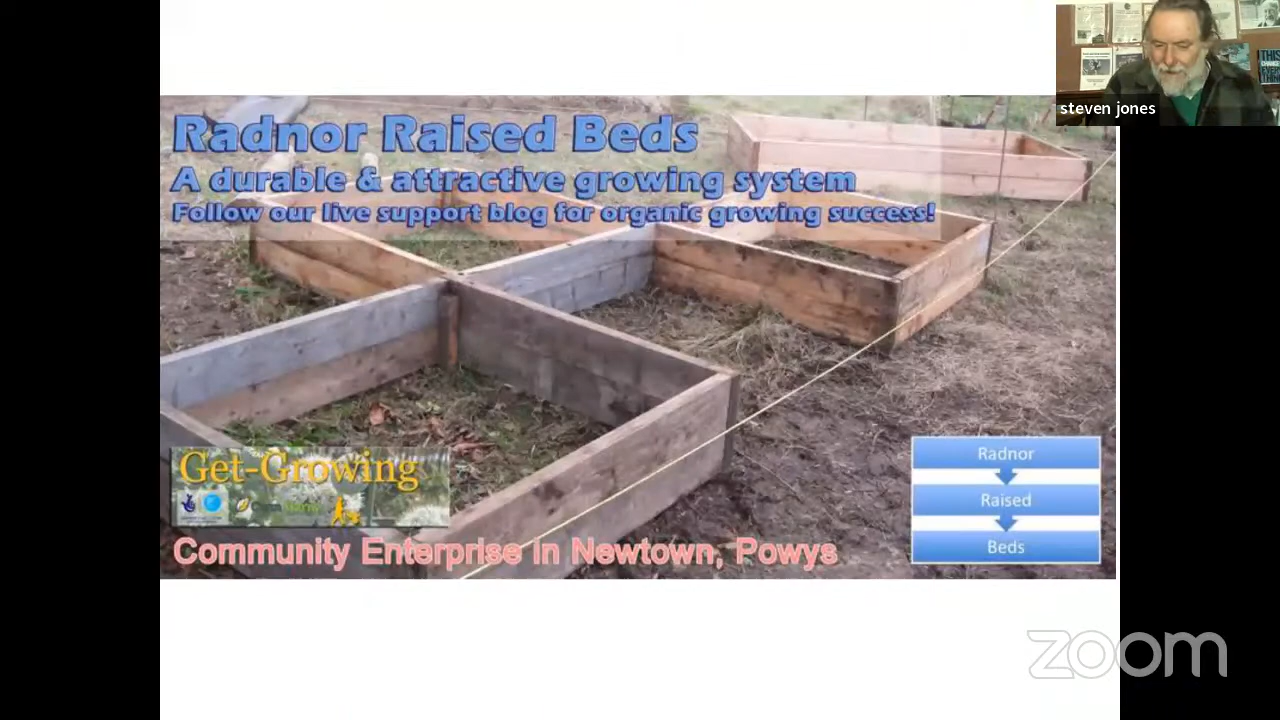 Radnor Raised Beds
A durable & attractive growing system
Follow our live support blog for organic growing success!
steven jones
THIS
Get-Growing
Radnor
Raised
Beds
Community Enterprise in Newtown, Powys
zoom